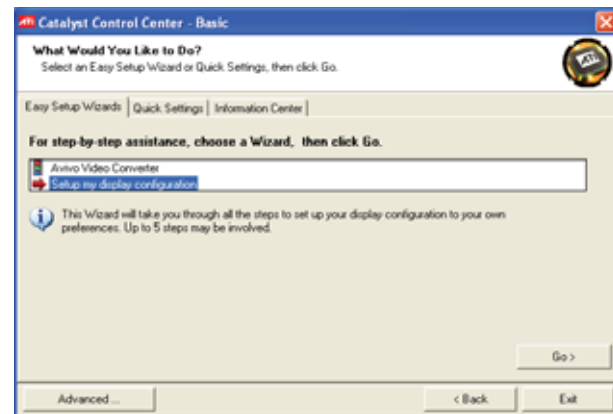 Catalyst Control Center - Basic
What Would You Like to Do?
Select an Easy Setup Wizard or Quick Settings, then click Go.
ATI
Easy Setup Wizards
Quick Settings
Information Center
For step-by-step assistance, choose a Wizard, then click Go.
Avivo Video Converter
Setup my display configuration
This Wizard will take you through all the steps to set up your display configuration to your own
preferences. Up to 5 steps may be involved.
Go >
Advanced ...
< Back
Exit